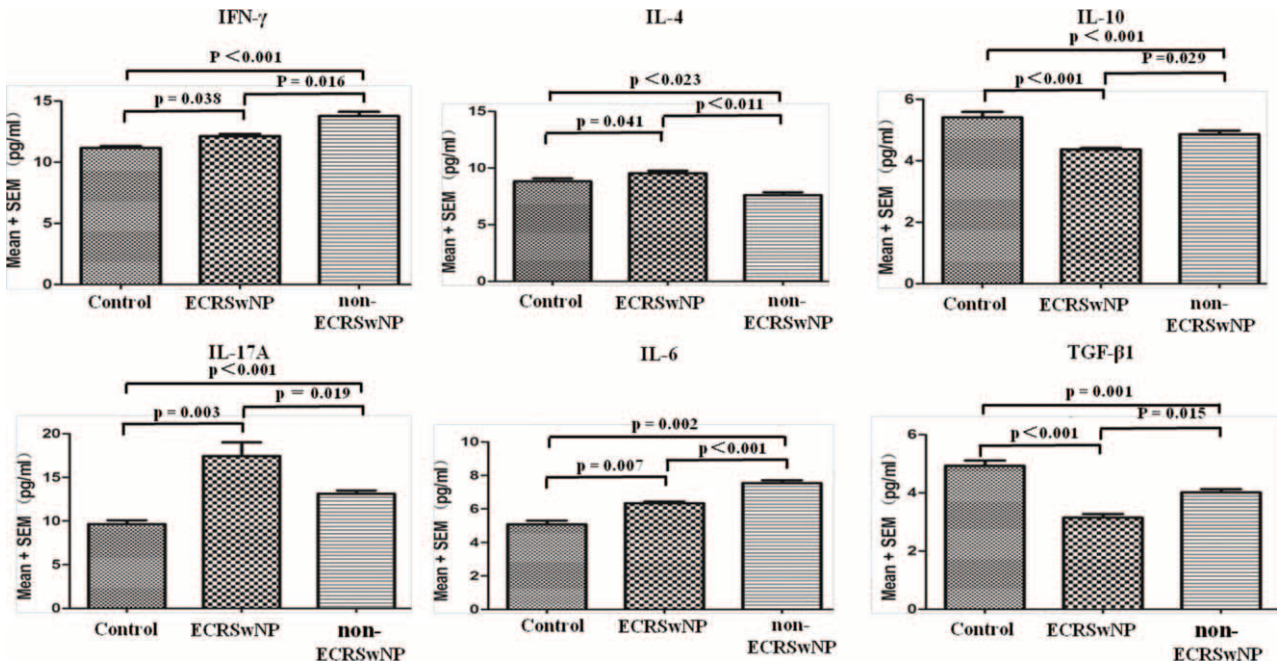 IFN-γ
P <0.001
P = 0.016
p = 0.038
15
10
5
0
Mean + SEM (pg/ml)
Control
ECRSwNP
non-
ECRSwNP
IL-4
p <0.023
p <0.011
p = 0.041
15
10
5
0
Mean + SEM (pg/ml)
Control
ECRSwNP
non-
ECRSwNP
IL-10
p <0.001
P =0.029
p <0.001
6
4
2
0
Mean + SEM (pg/ml)
Control
ECRSwNP
non-
ECRSwNP
IL-17A
p <0.001
p = 0.019
p = 0.003
20
15
10
5
0
Mean + SEM (pg/ml)
Control
ECRSwNP
non-
ECRSwNP
IL-6
p = 0.002
p <0.001
p = 0.007
10
8
6
4
2
0
Mean + SEM (pg/ml)
Control
ECRSwNP
non-
ECRSwNP
TGF-β1
p = 0.001
P = 0.015
p <0.001
6
4
2
0
Mean + SEM (pg/ml)
Control
ECRSwNP
non-
ECRSwNP